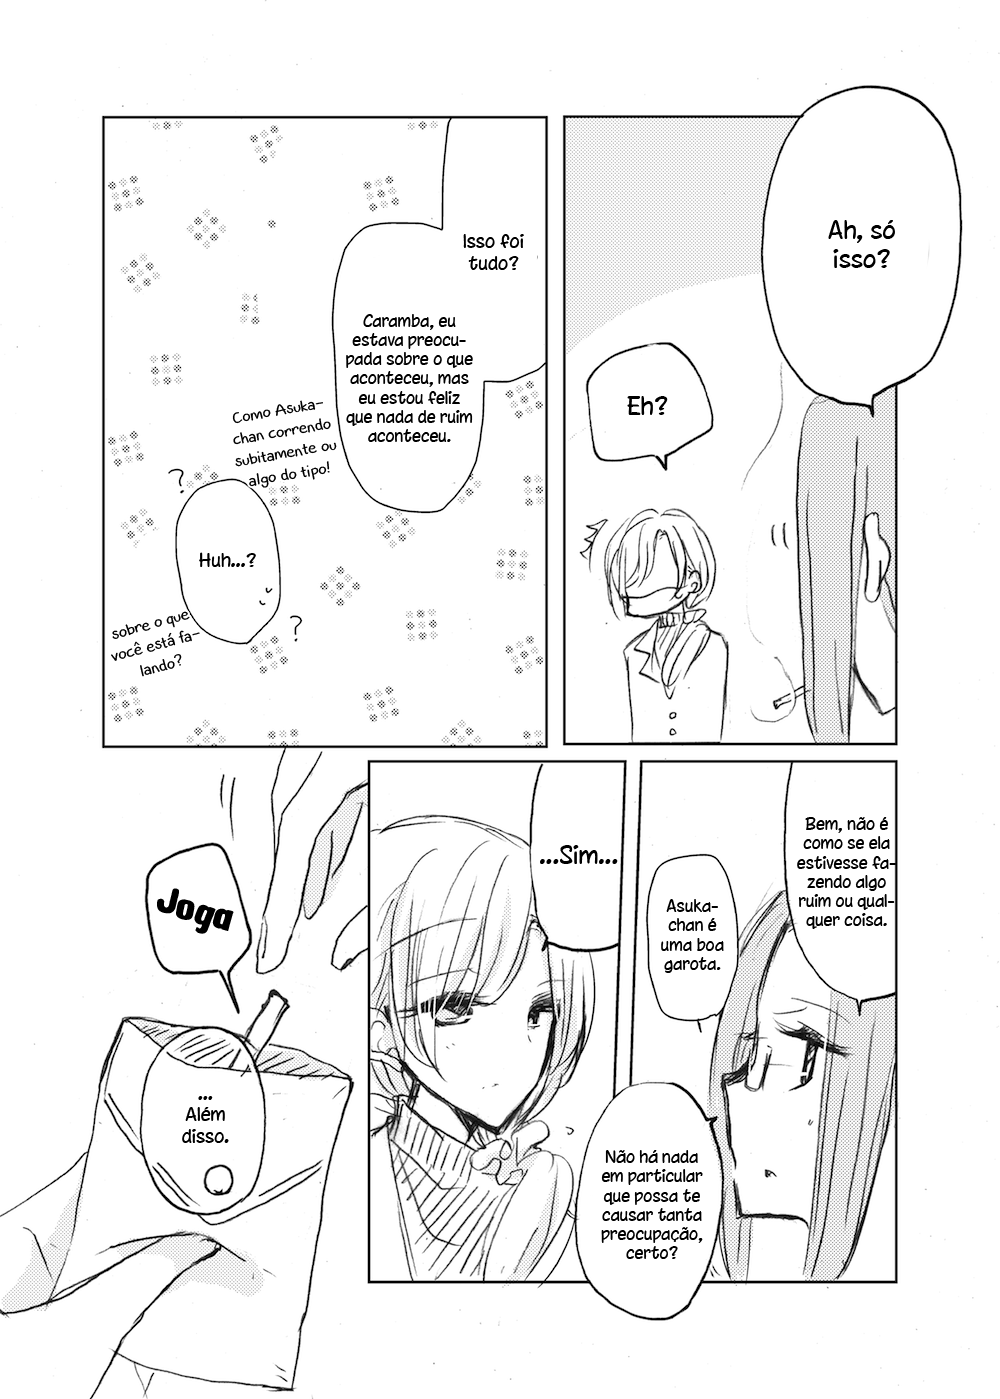 Ah, só
isso?
Eh?
Isso foi
tudo?
Caramba, eu
estava preocu-
pada sobre o que
aconteceu, mas
eu estou feliz
que nada de ruim
aconteceu.
Como Asuka-
chan correndo
subitamente ou
algo do tipo!
?
Huh...?
?
sobre o que
você está fa-
lando?
Bem, não é
como se ela
estivesse fa-
zendo algo
ruim ou qual-
quer coisa.
Asuka-
chan é
uma boa
garota.
Não há nada
em particular
que possa te
causar tanta
preocupação,
certo?
...Sim...
Joga
...
Além
disso.